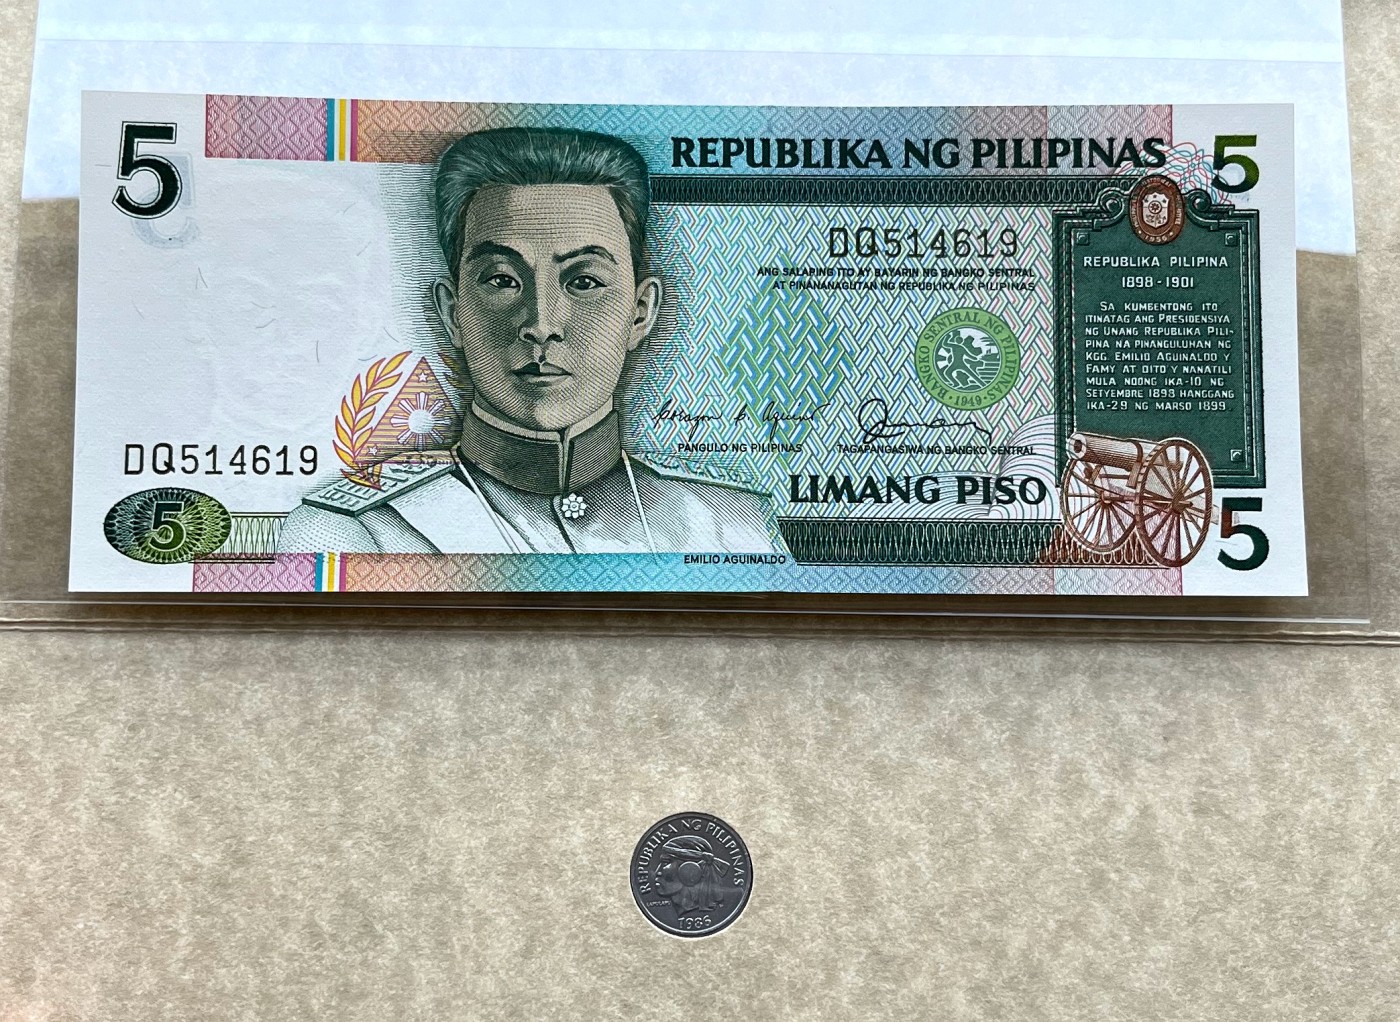 5
REPUBLIKA NG PILIPINAS
5
DQ514619
ANG SALAPING ITO AY BAYARIN NG BANGKO SENTRAL
AT PINANANAGUTAN NG REPUBLIKA NG PILIPINAS
REPUBLIKA PILIPINA
1898-1901
SA KUMBENTONG ITO
ITINATAG ANG PRESIDENSIYA
NG UNANG REPUBLIKA PILI-
PINA NA PINANGULUHAN NG
KGG. EMILIO AGUINALDO Y
FAMY AT DITO Y NANATILI
MULA NOONG IKA-10 NG
SETYEMBRE 1898 HANGGANG
IKA-29 NG MARSO 1899
BANGKO SENTRAL NG PILIPINAS
1949
Corazon C. Aquino
PANGULO NG PILIPINAS
TAGAPANGASIWA NG BANGKO SENTRAL
DQ514619
LIMANG PISO
5
5
EMILIO AGUINALDO
REPUBLIKA NG PILIPINAS
LAPULAPU
1986